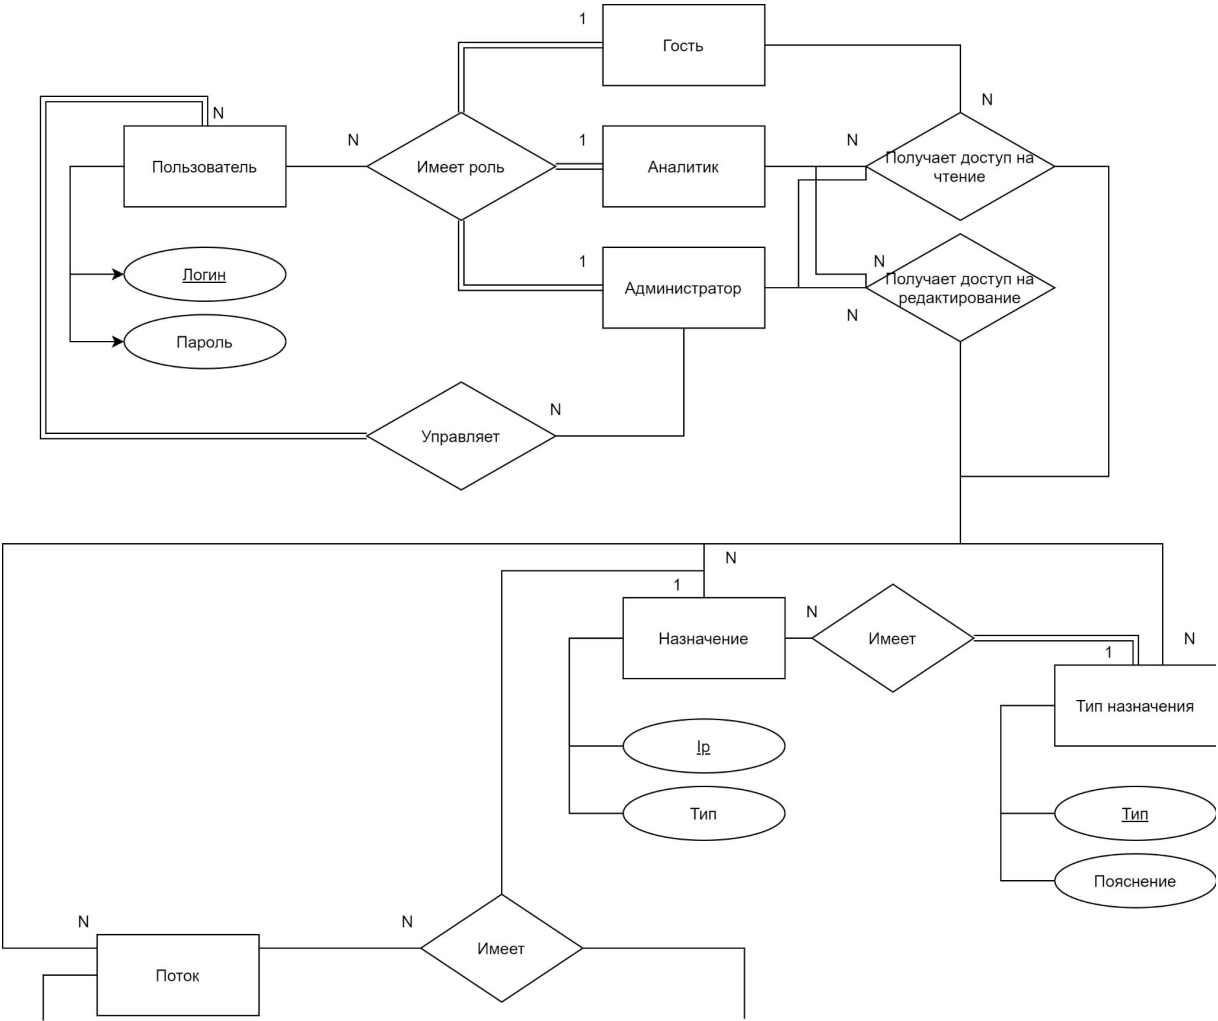 1
Гость
N
N
Пользователь
N
Имеет роль
1
Аналитик
N
Получает доступ на
чтение
Логин
Пароль
1
Администратор
N
N
Получает доступ на
редактирование
Управляет
N
N
1
Назначение
N
Имеет
1
N
Тип назначения
Ip
Тип
Тип
Пояснение
N
Поток
N
Имеет